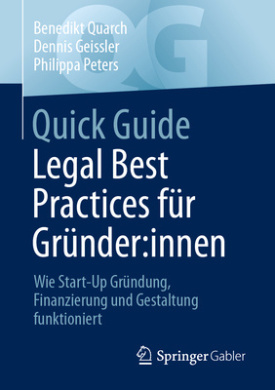 Benedikt Quarch
Dennis Geissler
Philippa Peters
QG
Quick Guide
Legal Best
Practices für
Gründer:innen
Wie Start-Up Gründung,
Finanzierung und Gestaltung
funktioniert
Springer Gabler